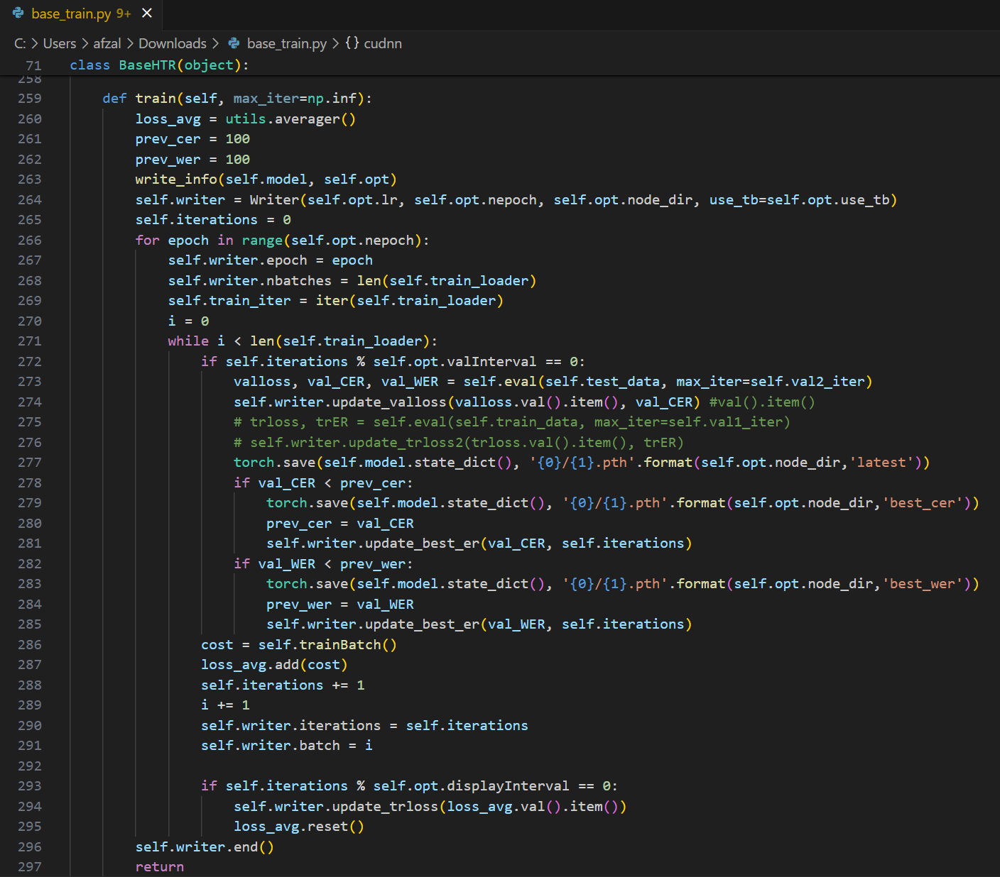 base_train.py 9+ ×
C: > Users > afzal > Downloads > base_train.py > {} cudnn
71 class BaseHTR(object):
258
259     def train(self, max_iter=np.inf):
260         loss_avg = utils.averager()
261         prev_cer = 100
262         prev_wer = 100
263         write_info(self.model, self.opt)
264         self.writer = Writer(self.opt.lr, self.opt.nepoch, self.opt.node_dir, use_tb=self.opt.use_tb)
265         self.iterations = 0
266         for epoch in range(self.opt.nepoch):
267             self.writer.epoch = epoch
268             self.writer.nbatches = len(self.train_loader)
269             self.train_iter = iter(self.train_loader)
270             i = 0
271             while i < len(self.train_loader):
272                 if self.iterations % self.opt.valInterval == 0:
273                     valloss, val_CER, val_WER = self.eval(self.test_data, max_iter=self.val2_iter)
274                     self.writer.update_valloss(valloss.val().item(), val_CER) #val().item()
275                     # trloss, trER = self.eval(self.train_data, max_iter=self.val1_iter)
276                     # self.writer.update_trloss2(trloss.val().item(), trER)
277                     torch.save(self.model.state_dict(), '{0}/{1}.pth'.format(self.opt.node_dir,'latest'))
278                     if val_CER < prev_cer:
279                         torch.save(self.model.state_dict(), '{0}/{1}.pth'.format(self.opt.node_dir,'best_cer'))
280                         prev_cer = val_CER
281                         self.writer.update_best_er(val_CER, self.iterations)
282                     if val_WER < prev_wer:
283                         torch.save(self.model.state_dict(), '{0}/{1}.pth'.format(self.opt.node_dir,'best_wer'))
284                         prev_wer = val_WER
285                         self.writer.update_best_er(val_WER, self.iterations)
286                 cost = self.trainBatch()
287                 loss_avg.add(cost)
288                 self.iterations += 1
289                 i += 1
290                 self.writer.iterations = self.iterations
291                 self.writer.batch = i
292
293                 if self.iterations % self.opt.displayInterval == 0:
294                     self.writer.update_trloss(loss_avg.val().item())
295                     loss_avg.reset()
296         self.writer.end()
297         return